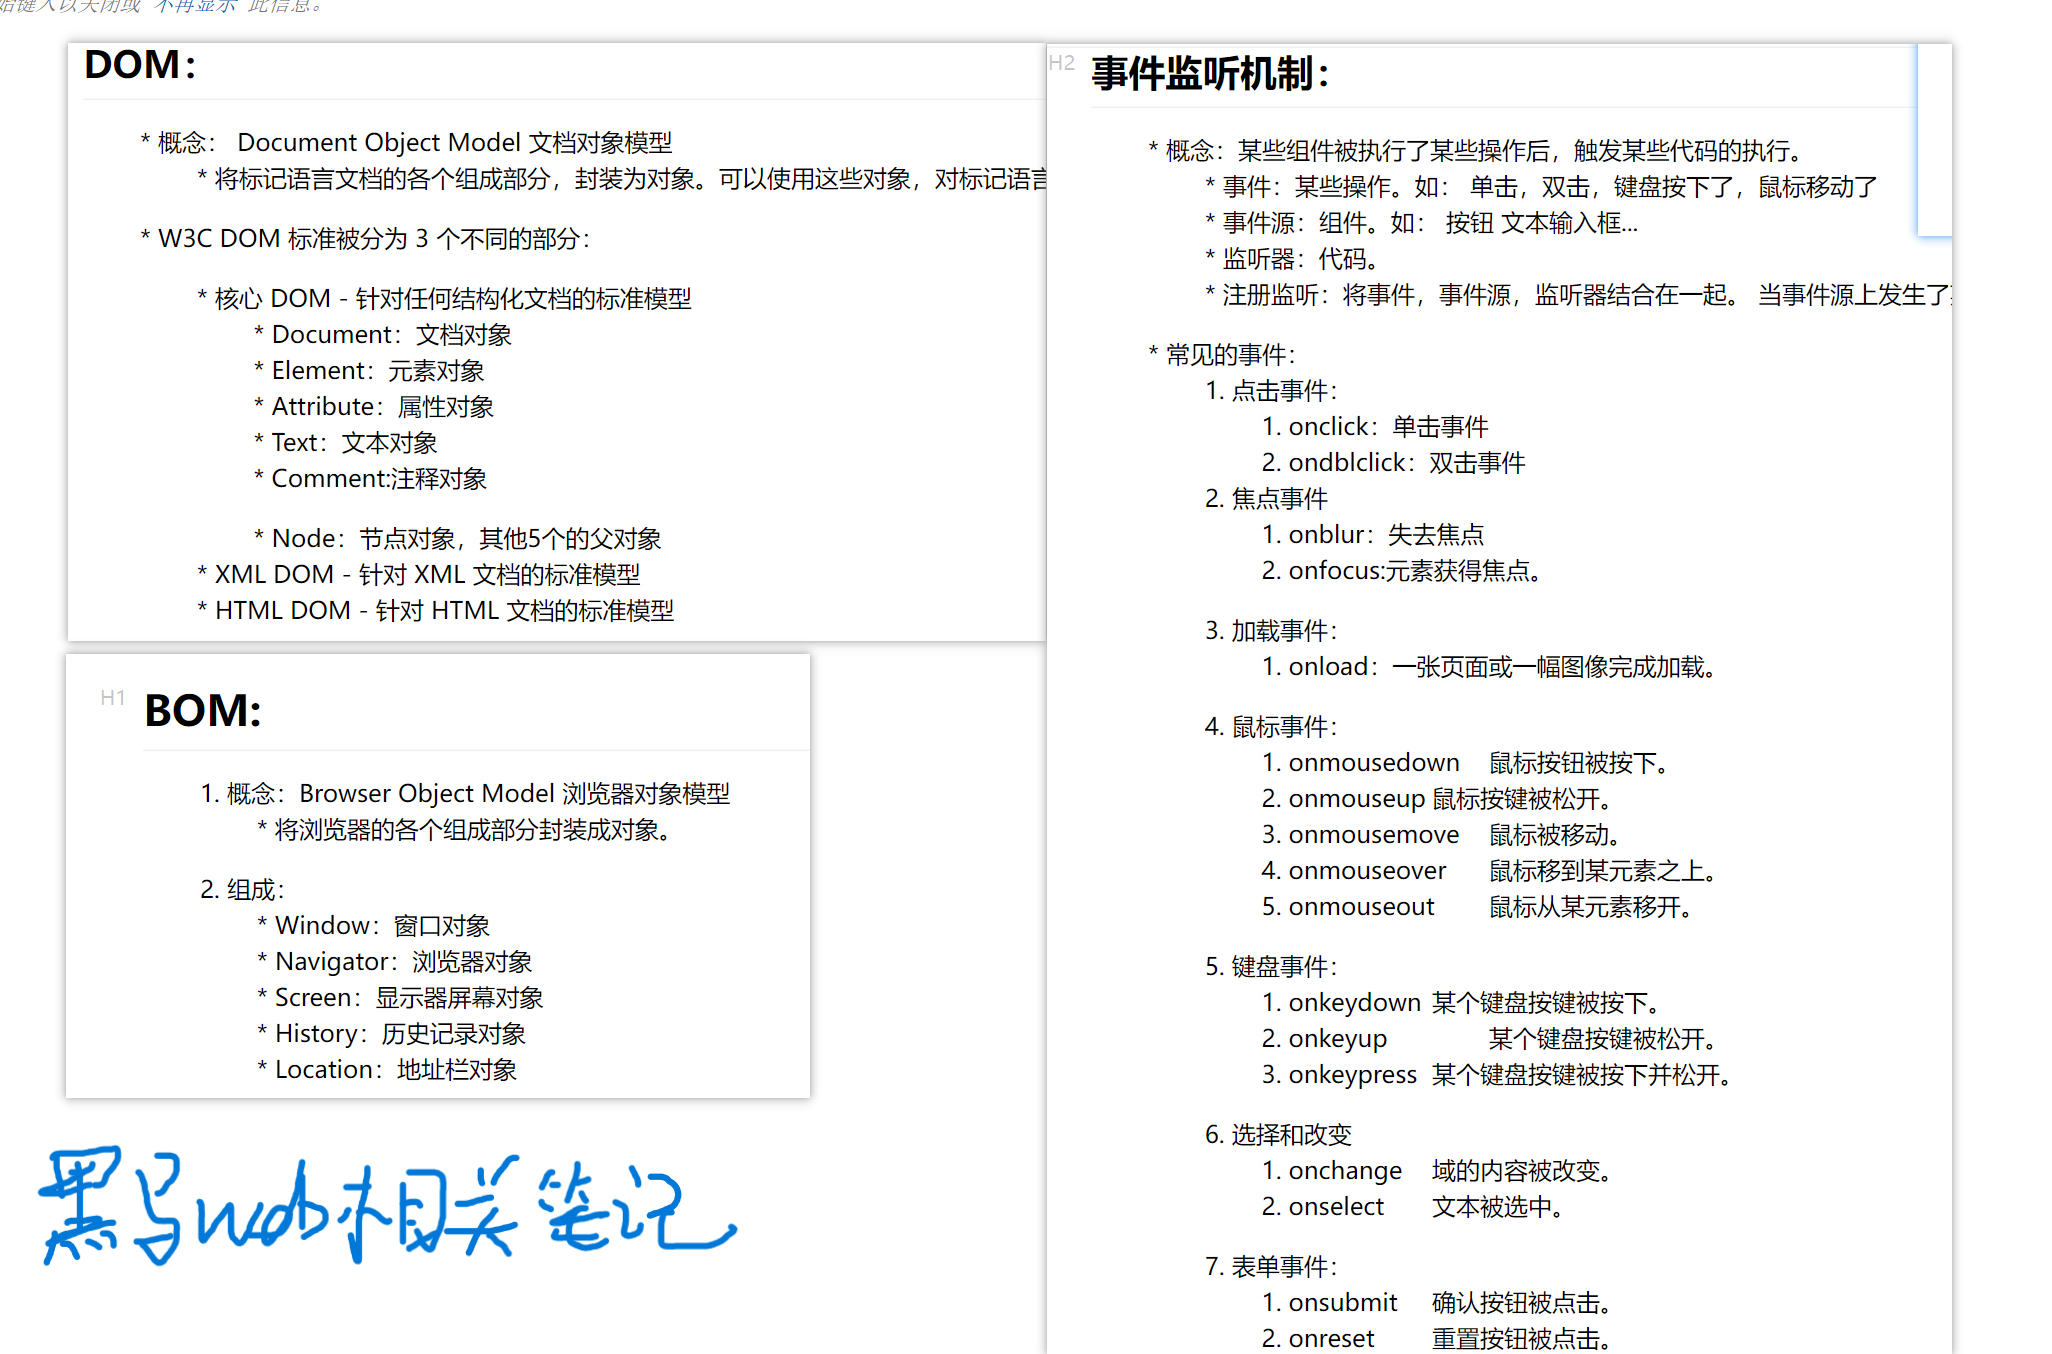 始键入以关闭或"不再显示"此信息。
DOM：
* 概念： Document Object Model 文档对象模型
* 将标记语言文档的各个组成部分，封装为对象。可以使用这些对象，对标记语言
* W3C DOM 标准被分为 3 个不同的部分：
* 核心 DOM - 针对任何结构化文档的标准模型
* Document：文档对象
* Element：元素对象
* Attribute：属性对象
* Text：文本对象
* Comment:注释对象
* Node：节点对象，其他5个的父对象
* XML DOM - 针对 XML 文档的标准模型
* HTML DOM - 针对 HTML 文档的标准模型
H1
BOM:
1. 概念：Browser Object Model 浏览器对象模型
* 将浏览器的各个组成部分封装成对象。
2. 组成：
* Window：窗口对象
* Navigator：浏览器对象
* Screen：显示器屏幕对象
* History：历史记录对象
* Location：地址栏对象
黑马web相关笔记
H2
事件监听机制：
* 概念：某些组件被执行了某些操作后，触发某些代码的执行。
* 事件：某些操作。如： 单击，双击，键盘按下了，鼠标移动了
* 事件源：组件。如： 按钮 文本输入框...
* 监听器：代码。
* 注册监听：将事件，事件源，监听器结合在一起。 当事件源上发生了
* 常见的事件：
1. 点击事件：
1. onclick：单击事件
2. ondblclick：双击事件
2. 焦点事件
1. onblur：失去焦点
2. onfocus:元素获得焦点。
3. 加载事件：
1. onload：一张页面或一幅图像完成加载。
4. 鼠标事件：
1. onmousedown 鼠标按钮被按下。
2. onmouseup 鼠标按键被松开。
3. onmousemove 鼠标被移动。
4. onmouseover 鼠标移到某元素之上。
5. onmouseout 鼠标从某元素移开。
5. 键盘事件：
1. onkeydown 某个键盘按键被按下。
2. onkeyup 某个键盘按键被松开。
3. onkeypress 某个键盘按键被按下并松开。
6. 选择和改变
1. onchange 域的内容被改变。
2. onselect 文本被选中。
7. 表单事件：
1. onsubmit 确认按钮被点击。
2. onreset 重置按钮被点击。